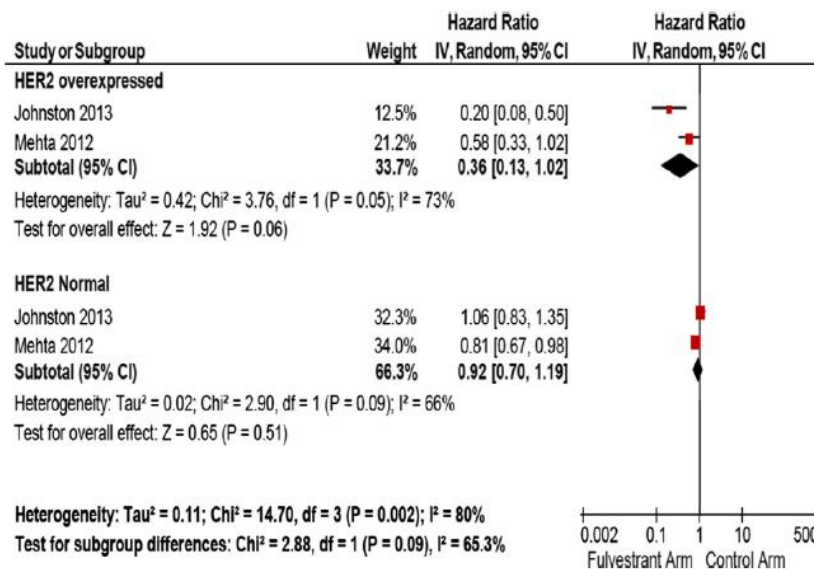 Hazard Ratio Hazard Ratio
Study or Subgroup Weight IV, Random, 95% CI IV, Random, 95% CI
HER2 overexpressed
Johnston 2013 12.5% 0.20 [0.08, 0.50]
Mehta 2012 21.2% 0.58 [0.33, 1.02]
Subtotal (95% CI) 33.7% 0.36 [0.13, 1.02]
Heterogeneity: Tau² = 0.42; Chi² = 3.76, df = 1 (P = 0.05); I² = 73%
Test for overall effect: Z = 1.92 (P = 0.06)
HER2 Normal
Johnston 2013 32.3% 1.06 [0.83, 1.35]
Mehta 2012 34.0% 0.81 [0.67, 0.98]
Subtotal (95% CI) 66.3% 0.92 [0.70, 1.19]
Heterogeneity: Tau² = 0.02; Chi² = 2.90, df = 1 (P = 0.09); I² = 66%
Test for overall effect: Z = 0.65 (P = 0.51)
Heterogeneity: Tau² = 0.11; Chi² = 14.70, df = 3 (P = 0.002); I² = 80%
Test for subgroup differences: Chi² = 2.88, df = 1 (P = 0.09), I² = 65.3%
0.002 0.1 1 10 500
Fulvestrant Arm Control Arm